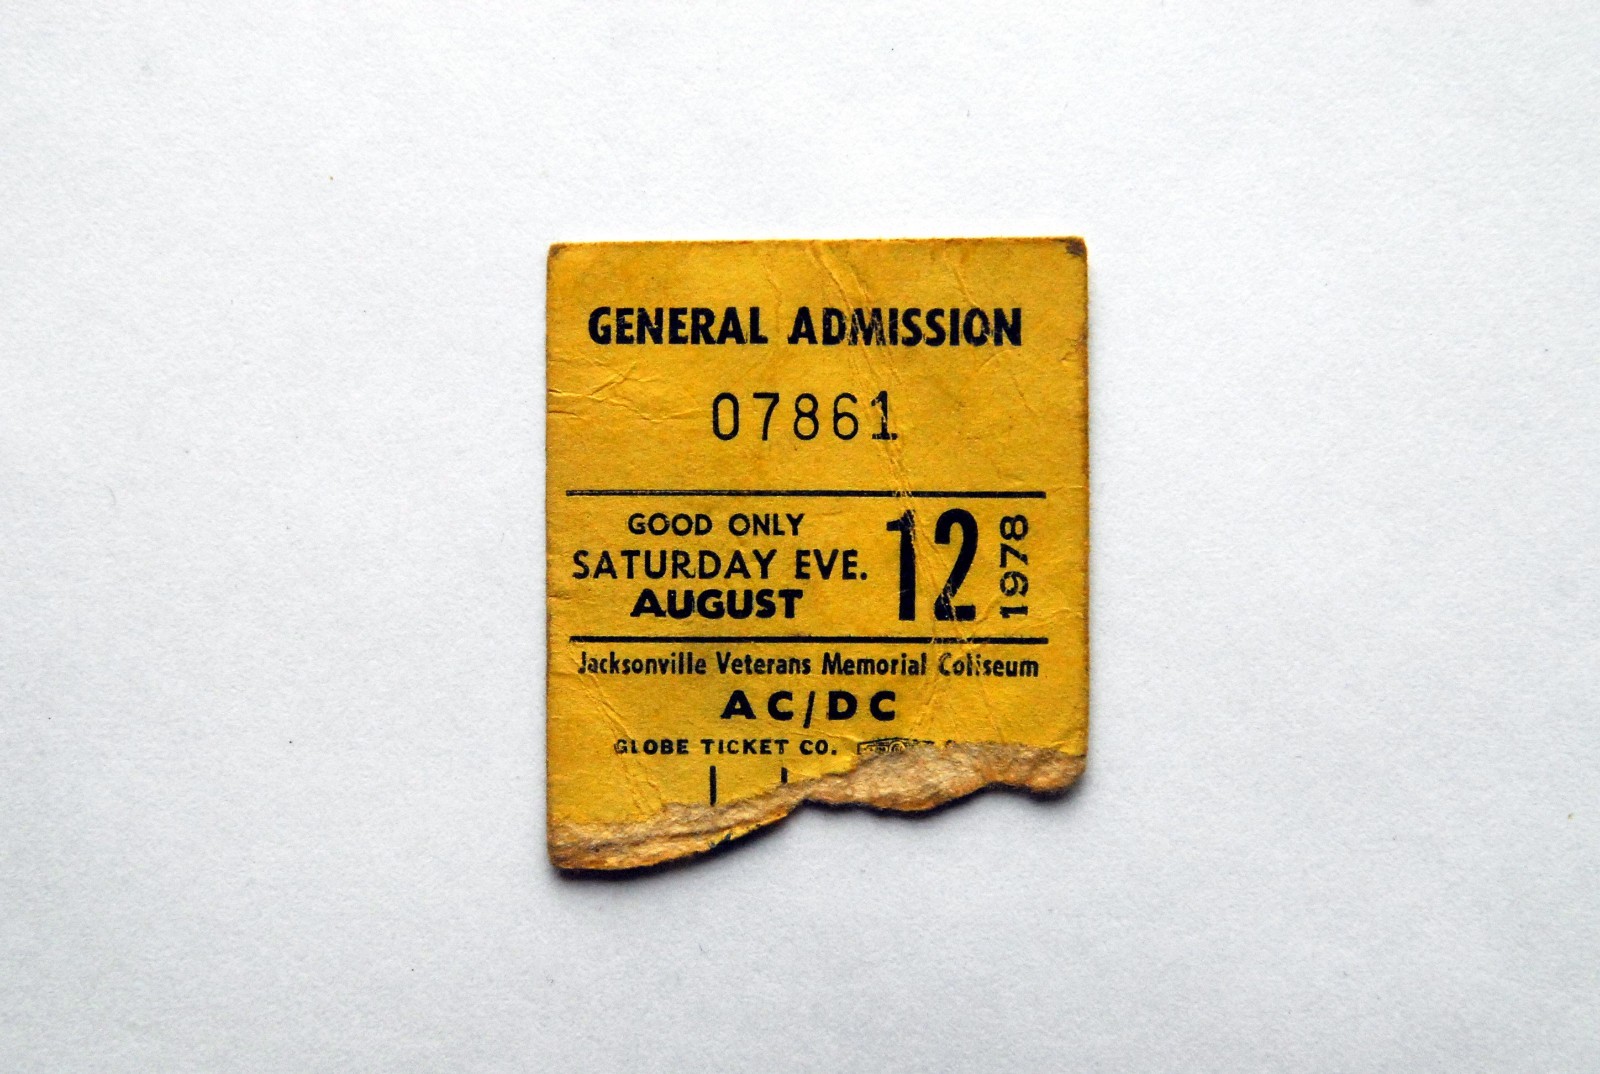 GENERAL ADMISSION
07861
GOOD ONLY
SATURDAY EVE.
AUGUST
12
1978
Jacksonville Veterans Memorial Coliseum
AC/DC
GLOBE TICKET CO.